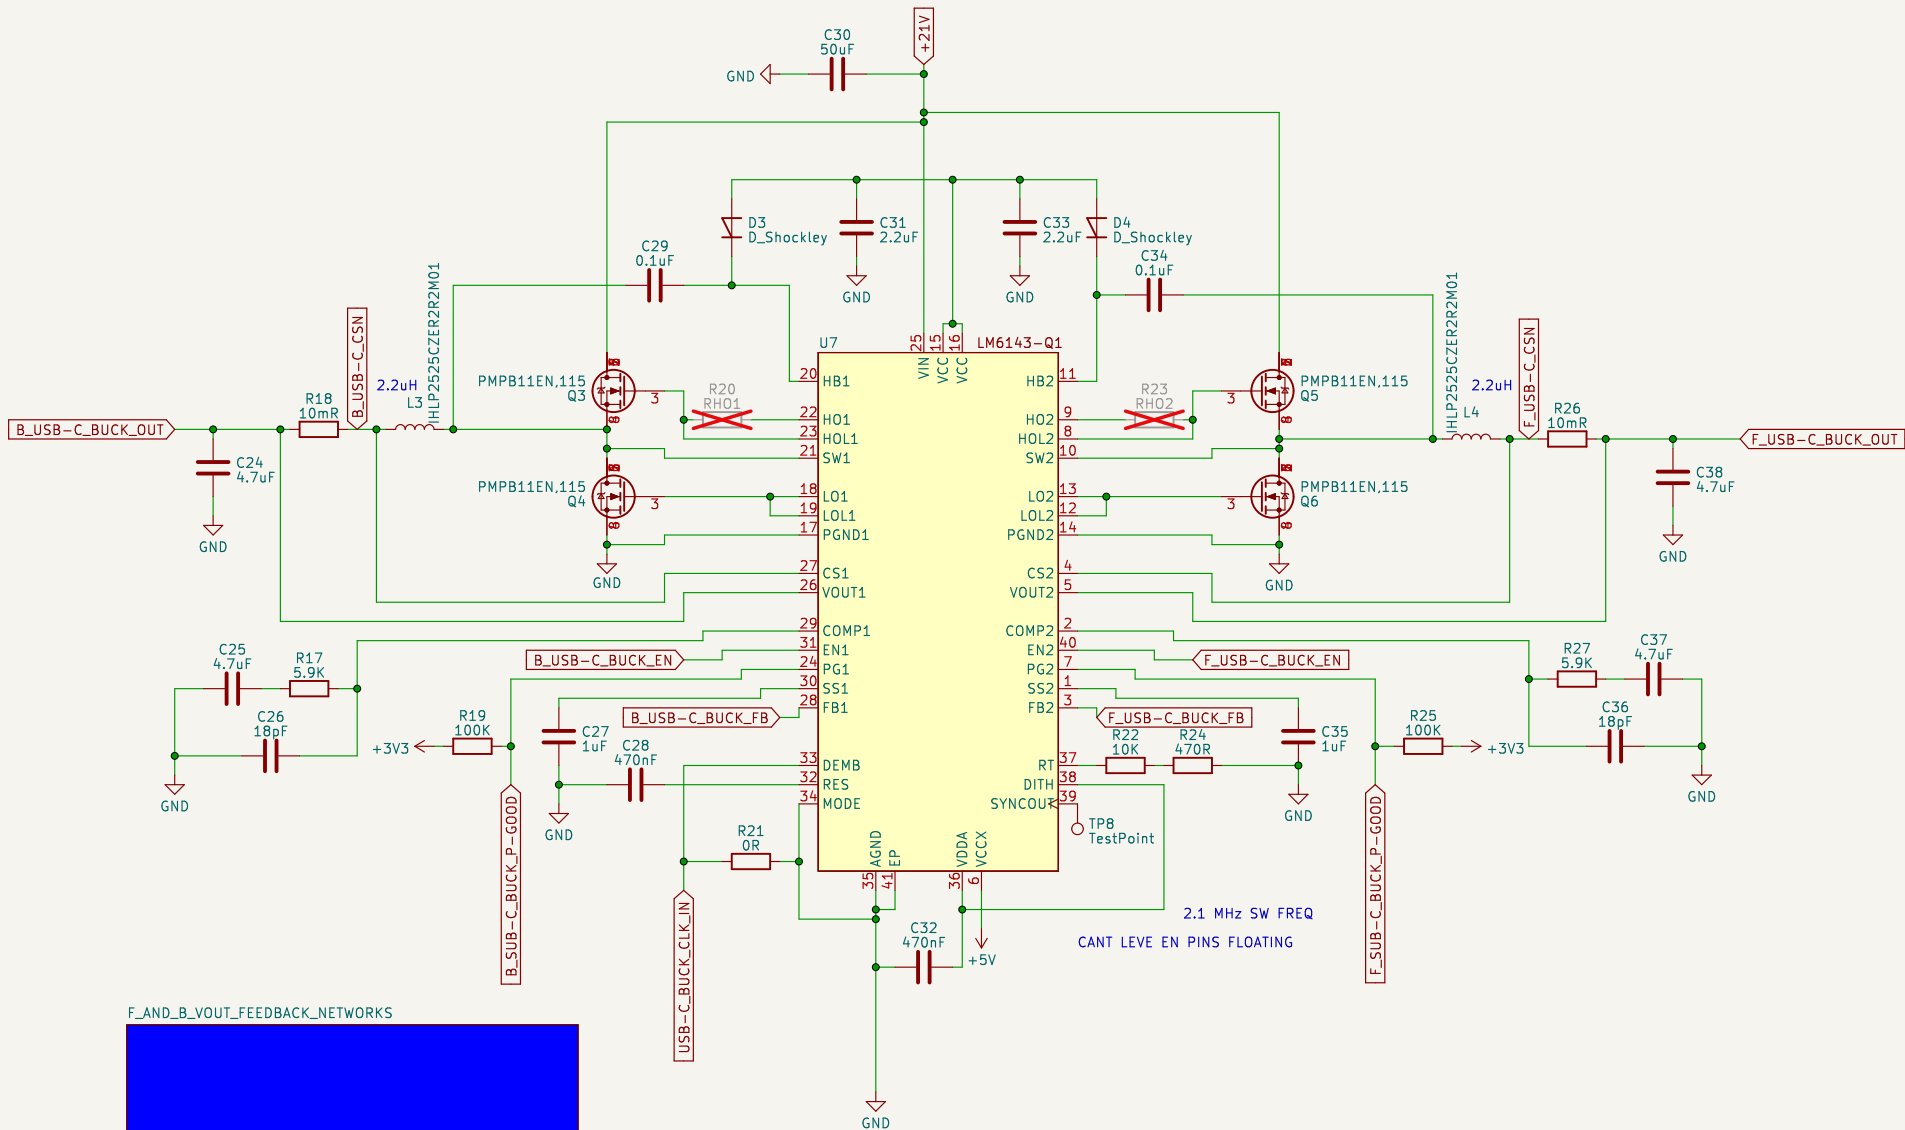 +21V
C30
50uF
GND
D3
D_Shockley
C31
2.2uF
GND
C33
2.2uF
GND
D4
D_Shockley
C29
0.1uF
C34
0.1uF
B_USB-C_CSN
2.2uH
L3
IHLP2525CZER2R2M01
R18
10mR
B_USB-C_BUCK_OUT
C24
4.7uF
GND
PMPB11EN,115
Q3
3
R20
RHO1
PMPB11EN,115
Q4
3
GND
U7
LM6143-Q1
25
15
16
VIN
VCC
VCC
20 HB1
22 HO1
23 HOL1
21 SW1
18 LO1
19 LOL1
17 PGND1
27 CS1
26 VOUT1
29 COMP1
31 EN1
24 PG1
30 SS1
28 FB1
33 DEMB
32 RES
34 MODE
HB2 11
HO2 9
HOL2 8
SW2 10
LO2 13
LOL2 12
PGND2 14
CS2 4
VOUT2 5
COMP2 2
EN2 40
PG2 7
SS2 1
FB2 3
RT 37
DITH 38
SYNCOUT 39
AGND
EP
VDDA
VCCX
35
41
36
6
R23
RHO2
PMPB11EN,115
Q5
3
PMPB11EN,115
Q6
3
GND
2.2uH
L4
IHLP2525CZER2R2M01
F_USB-C_CSN
R26
10mR
F_USB-C_BUCK_OUT
C38
4.7uF
GND
C25
4.7uF
R17
5.9K
C26
18pF
GND
B_USB-C_BUCK_EN
B_USB-C_BUCK_FB
+3V3
R19
100K
B_SUB-C_BUCK_P-GOOD
C27
1uF
C28
470nF
GND
R21
0R
USB-C_BUCK_CLK_IN
F_USB-C_BUCK_EN
F_USB-C_BUCK_FB
R22
10K
R24
470R
C35
1uF
GND
TP8
TestPoint
R25
100K
+3V3
F_SUB-C_BUCK_P-GOOD
R27
5.9K
C37
4.7uF
C36
18pF
GND
C32
470nF
+5V
GND
2.1 MHz SW FREQ
CANT LEVE EN PINS FLOATING
F_AND_B_VOUT_FEEDBACK_NETWORKS